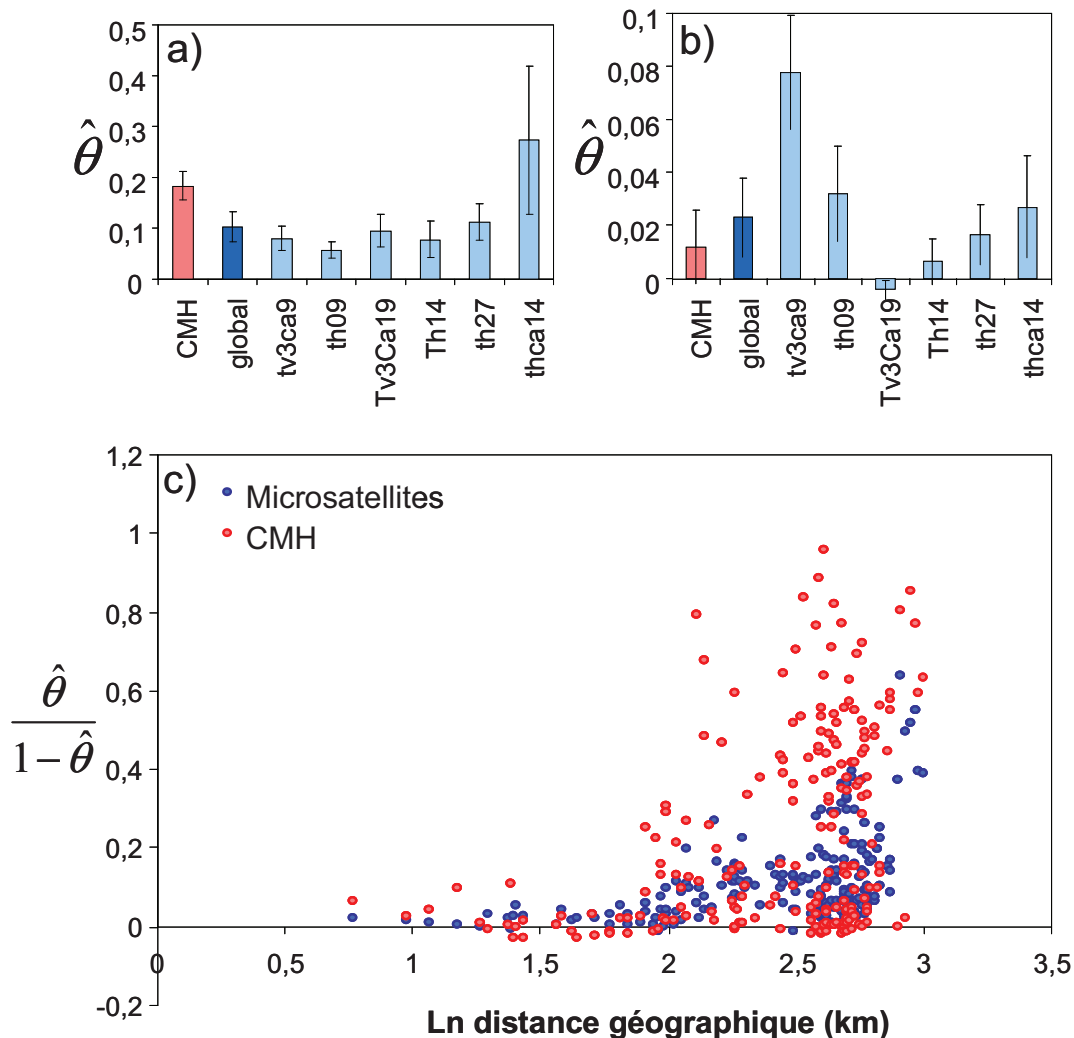 a)
0,5
0,4
0,3
0,2
0,1
0
θ̂
CMH
global
tv3ca9
th09
Tv3Ca19
Th14
th27
thca14
b)
0,1
0,08
0,06
0,04
0,02
0
θ̂
CMH
global
tv3ca9
th09
Tv3Ca19
Th14
th27
thca14
c)
Microsatellites
CMH
1,2
1
0,8
0,6
0,4
0,2
0
-0,2
θ̂
1-θ̂
0
0,5
1
1,5
2
2,5
3
3,5
Ln distance géographique (km)